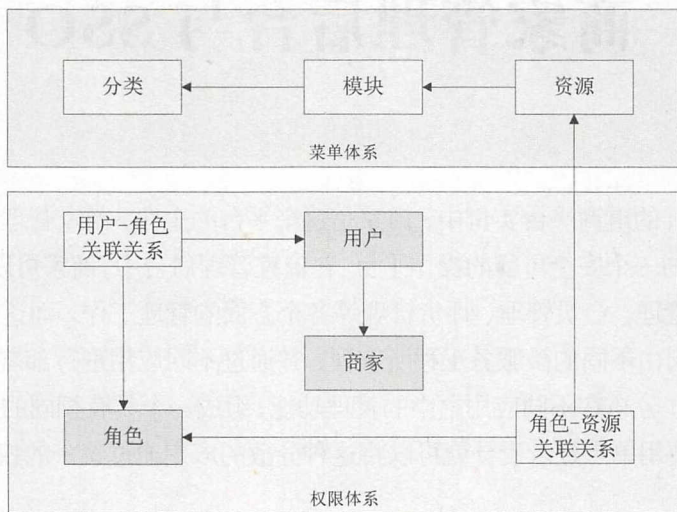 分类
模块
资源
菜单体系
用户-角色
关联关系
用户
商家
角色
角色-资源
关联关系
权限体系